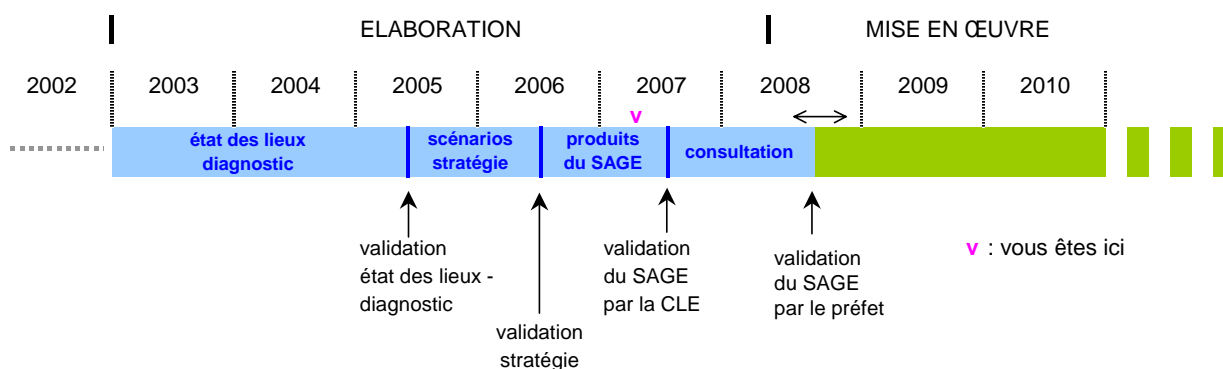 ELABORATION
MISE EN ŒUVRE
2002 2003 2004 2005 2006 2007 2008 2009 2010
v
état des lieux
diagnostic
scénarios
stratégie
produits
du SAGE
consultation
validation
état des lieux -
diagnostic
validation
stratégie
validation
du SAGE
par la CLE
validation
du SAGE
par le préfet
v : vous êtes ici